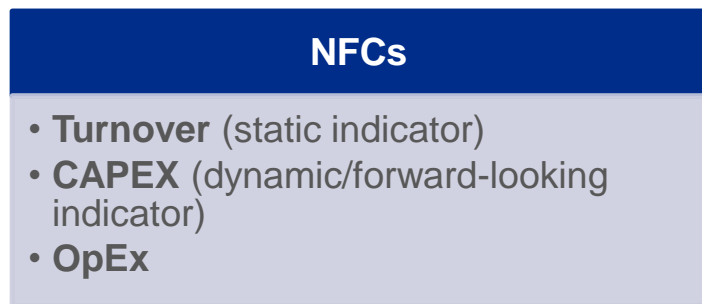 NFCs
• Turnover (static indicator)
• CAPEX (dynamic/forward-looking
indicator)
• OpEx